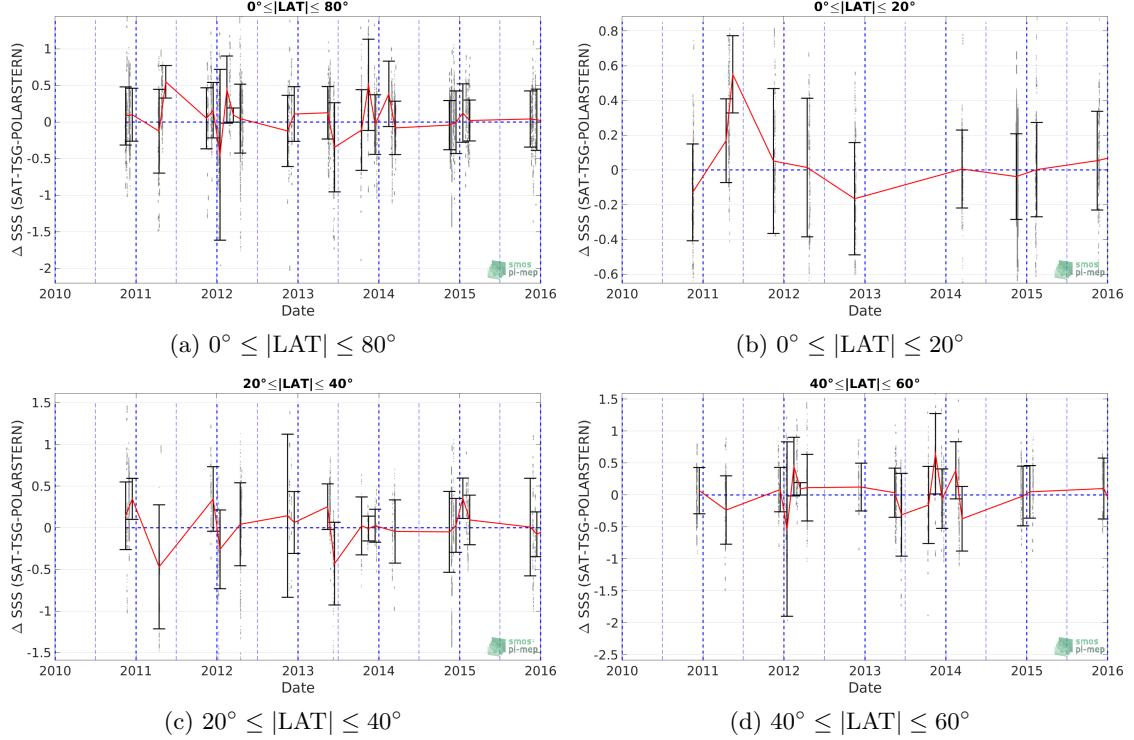 0°≤|LAT|≤ 80°
Δ SSS (SAT-TSG-POLARSTERN)
1
0.5
0
-0.5
-1
-1.5
-2
2010 2011 2012 2013 2014 2015 2016
Date
smos
pi-mep
(a) 0° ≤ |LAT| ≤ 80°
0°≤|LAT|≤ 20°
Δ SSS (SAT-TSG-POLARSTERN)
0.8
0.6
0.4
0.2
0
-0.2
-0.4
-0.6
2010 2011 2012 2013 2014 2015 2016
Date
smos
pi-mep
(b) 0° ≤ |LAT| ≤ 20°
20°≤|LAT|≤ 40°
Δ SSS (SAT-TSG-POLARSTERN)
1.5
1
0.5
0
-0.5
-1
-1.5
2010 2011 2012 2013 2014 2015 2016
Date
smos
pi-mep
(c) 20° ≤ |LAT| ≤ 40°
40°≤|LAT|≤ 60°
Δ SSS (SAT-TSG-POLARSTERN)
1.5
1
0.5
0
-0.5
-1
-1.5
-2
-2.5
2010 2011 2012 2013 2014 2015 2016
Date
smos
pi-mep
(d) 40° ≤ |LAT| ≤ 60°